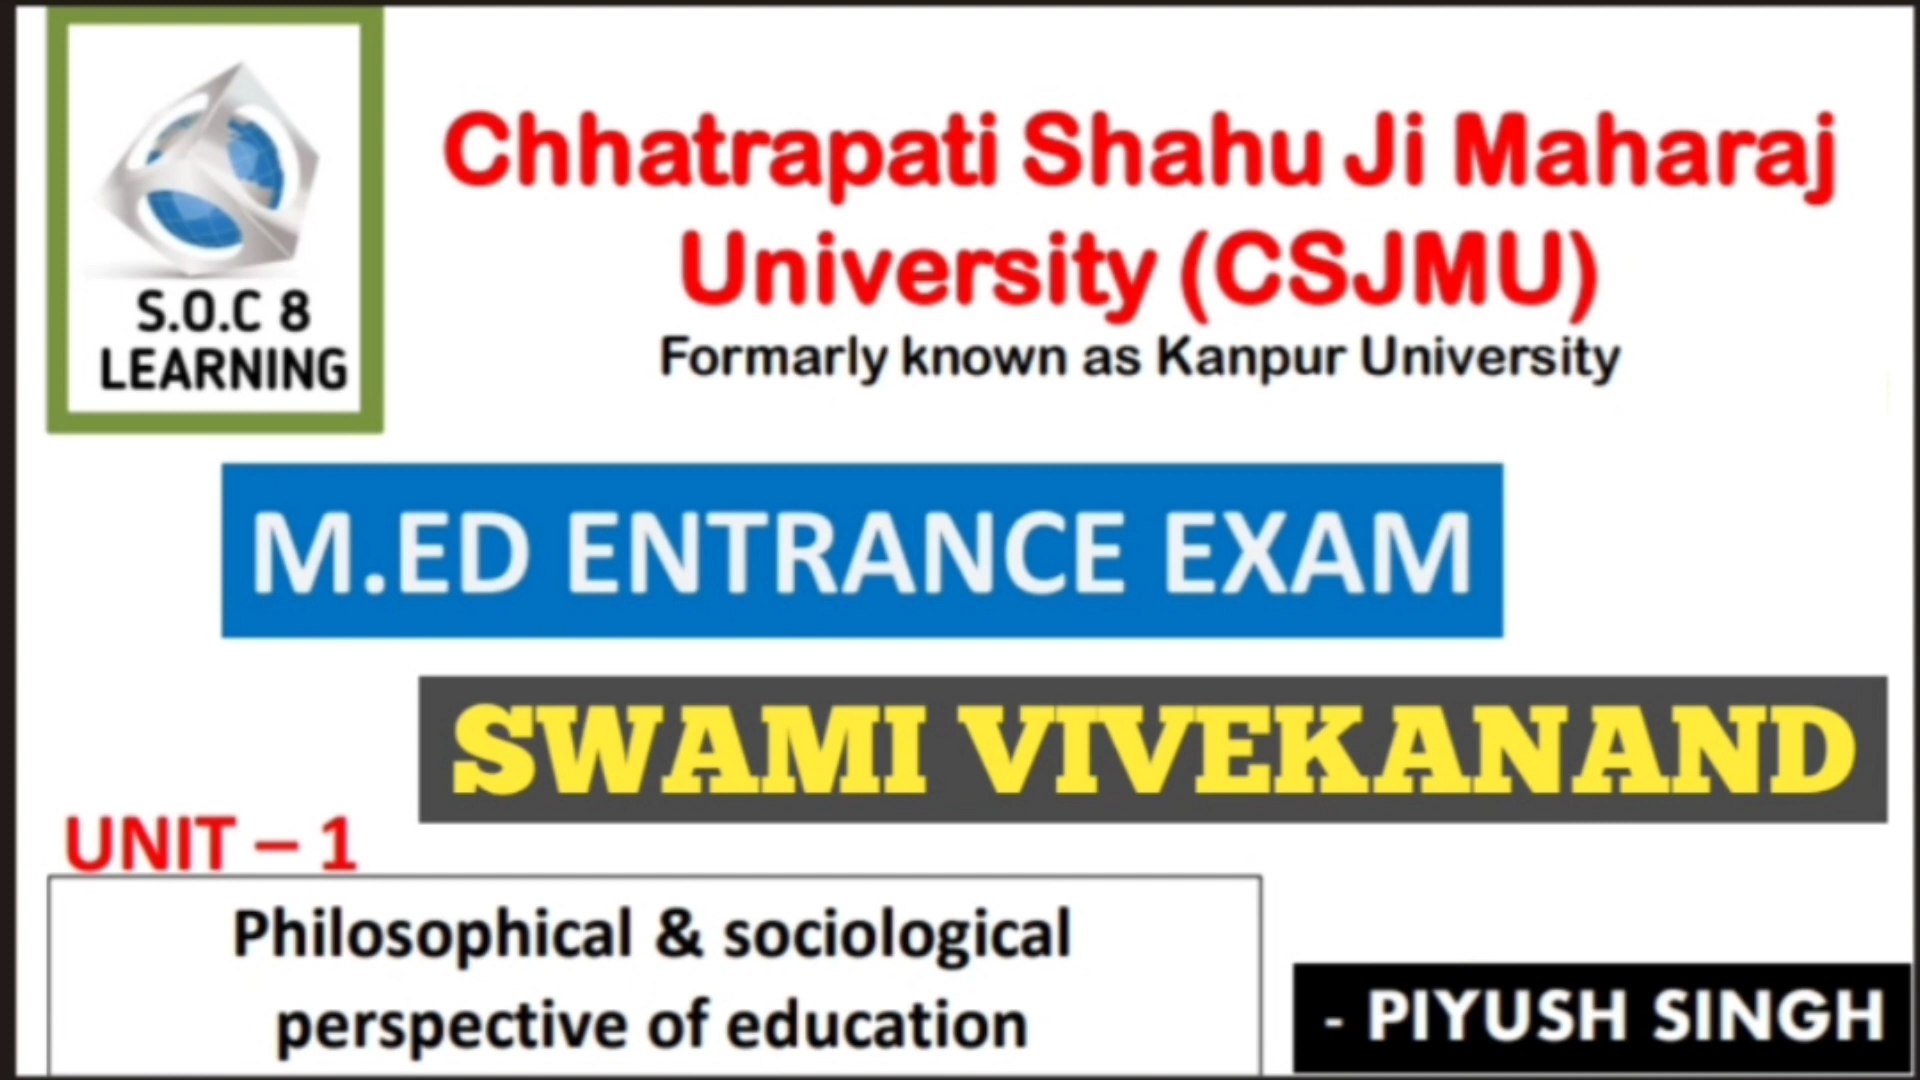 S.O.C 8
LEARNING
Chhatrapati Shahu Ji Maharaj
University (CSJMU)
Formarly known as Kanpur University
M.ED ENTRANCE EXAM
SWAMI VIVEKANAND
UNIT – 1
Philosophical & sociological
perspective of education
- PIYUSH SINGH